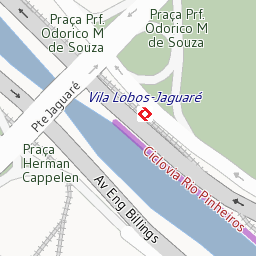 Praça Prf.
Odorico M
de Souza
Praça Prf.
Odorico M
de Souza
Vila Lobos-Jaguaré
Pte Jaguaré
Ciclovia Rio Pinheiros
Praça
Herman
Cappelen
Av Eng Billings